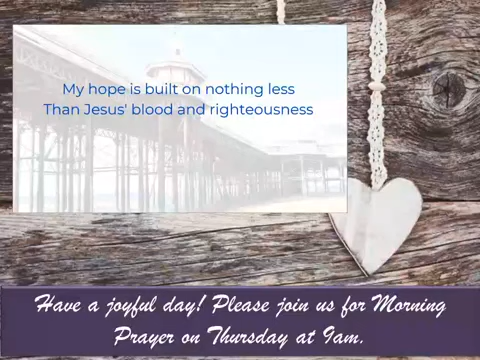 My hope is built on nothing less
Than Jesus' blood and righteousness
Have a joyful day! Please join us for Morning
Prayer on Thursday at 9am.